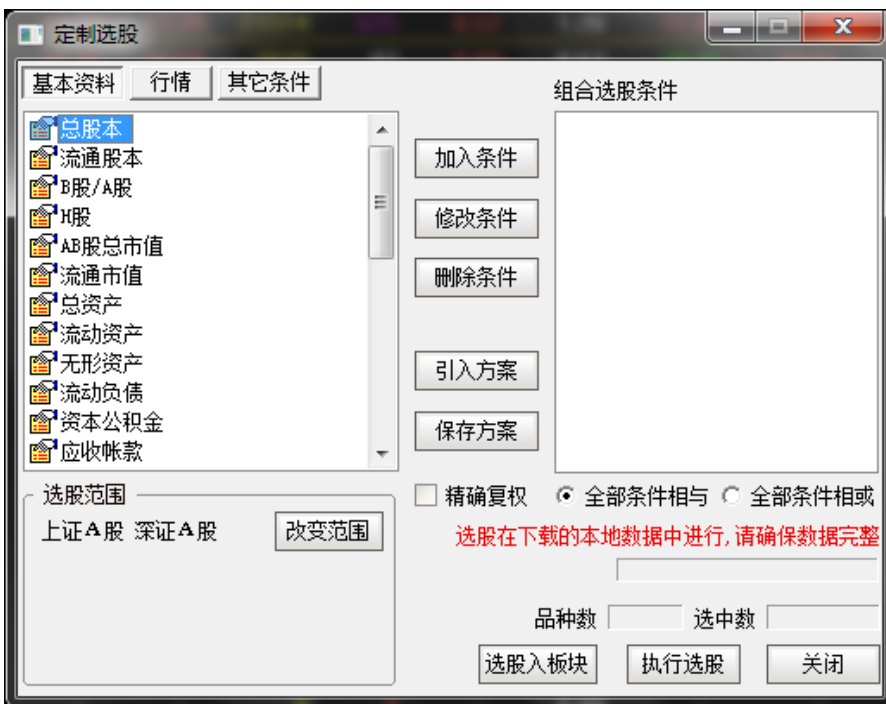 定制选股
基本资料 行情 其它条件
组合选股条件
总股本
流通股本
B股/A股
H股
AB股总市值
流通市值
总资产
流动资产
无形资产
流动负债
资本公积金
应收帐款
加入条件
修改条件
删除条件
引入方案
保存方案
选股范围
上证A股 深证A股 改变范围
精确复权 全部条件相与 全部条件相或
选股在下载的本地数据中进行,请确保数据完整
品种数 选中数
选股入板块 执行选股 关闭